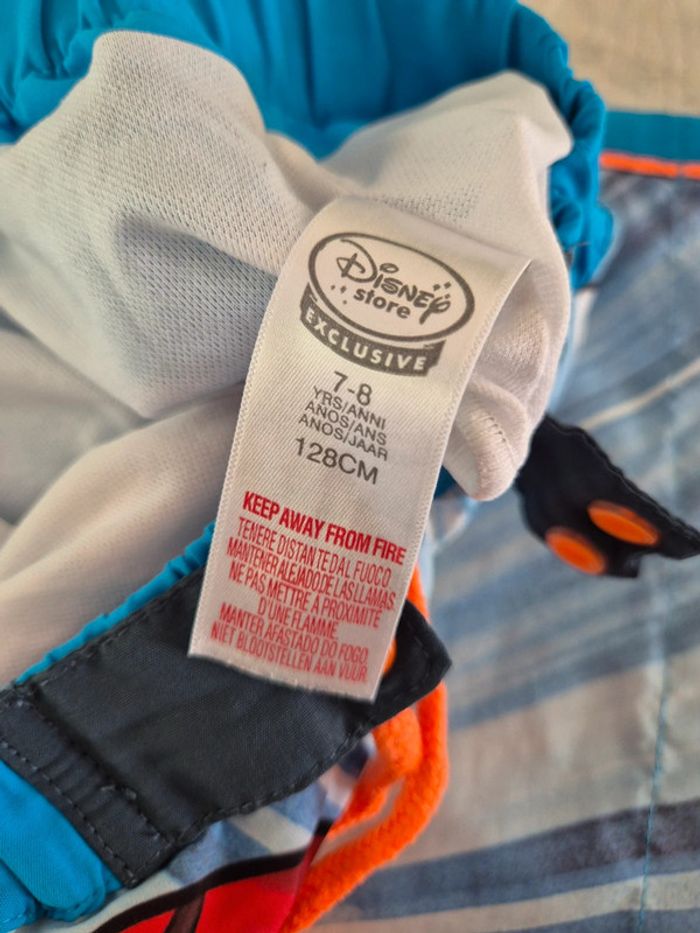 Disney
store
EXCLUSIVE
7-8
YRS/ANNI
AÑOS/ANS
ANOS/JAAR
128CM
KEEP AWAY FROM FIRE
TENERE DISTANTE DAL FUOCO
MANTENER ALEJADO DE LAS LLAMAS
NE PAS METTRE A PROXIMITÉ
D'UNE FLAMME
MANTER AFASTADO DO FOGO
NIET BLOOTSTELLEN AAN VUUR